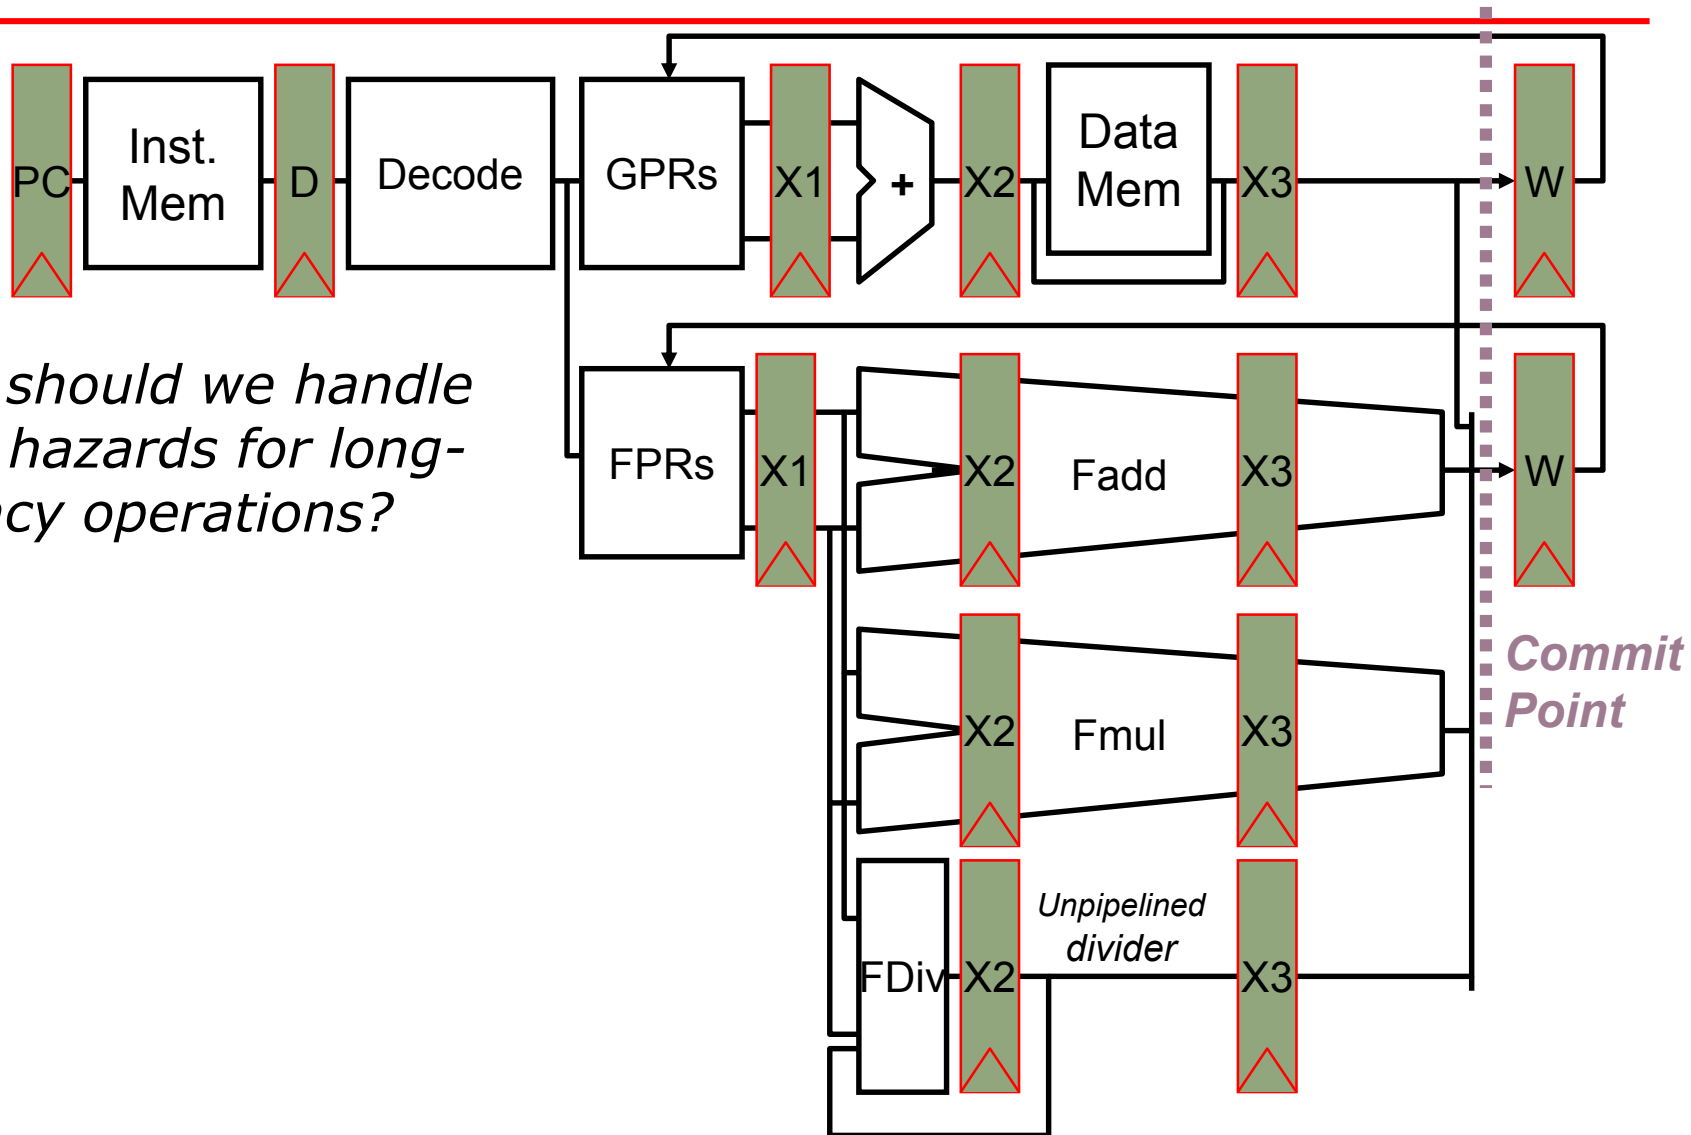 PC
Inst.
Mem
D
Decode
GPRs
X1
+
X2
Data
Mem
X3
W
should we handle
hazards for long-
ncy operations?
FPRs
X1
X2
Fadd
X3
W
X2
Fmul
X3
Commit
Point
FDiv
X2
Unpipelined
divider
X3